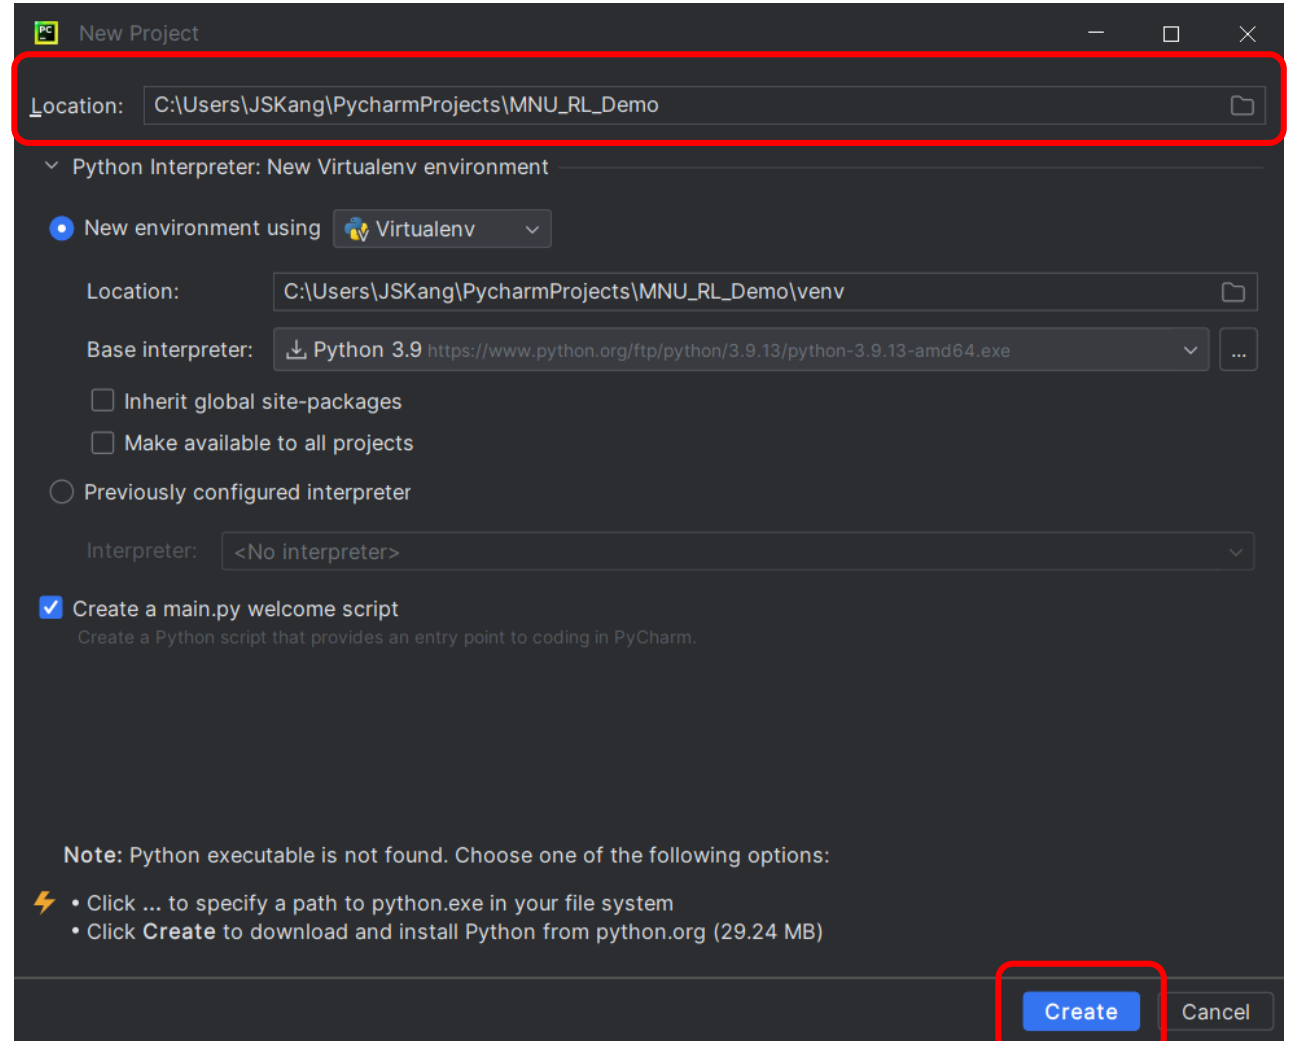 PC
New Project
Location: C:\Users\JSKang\PycharmProjects\MNU_RL_Demo
Python Interpreter: New Virtualenv environment
New environment using Virtualenv
Location: C:\Users\JSKang\PycharmProjects\MNU_RL_Demo\venv
Base interpreter: Python 3.9 https://www.python.org/ftp/python/3.9.13/python-3.9.13-amd64.exe ...
Inherit global site-packages
Make available to all projects
Previously configured interpreter
Interpreter: <No interpreter>
Create a main.py welcome script
Create a Python script that provides an entry point to coding in PyCharm.
Note: Python executable is not found. Choose one of the following options:
• Click ... to specify a path to python.exe in your file system
• Click Create to download and install Python from python.org (29.24 MB)
Create Cancel